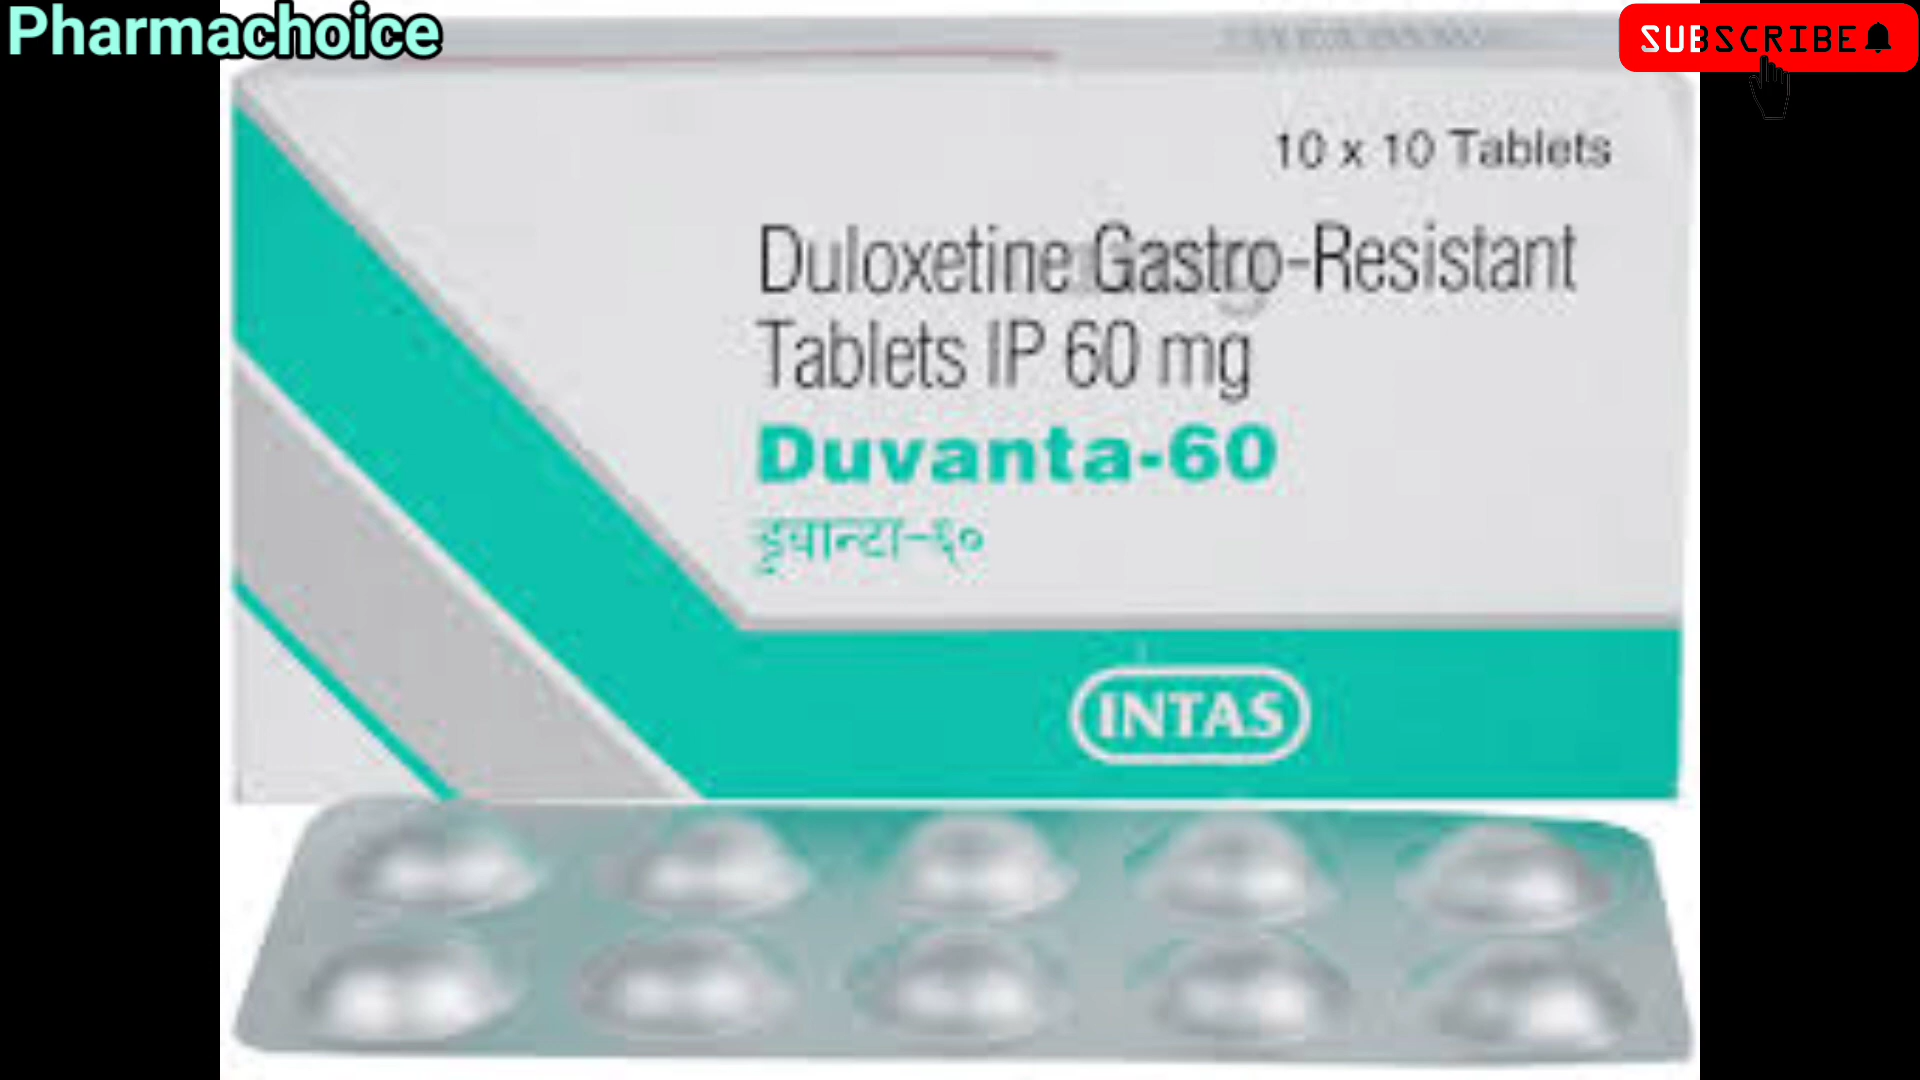 Pharmachoice
SUBSCRIBE
10 x 10 Tablets
Duloxetine Gastro-Resistant
Tablets IP 60 mg
Duvanta-60
डुवान्टा-६०
INTAS